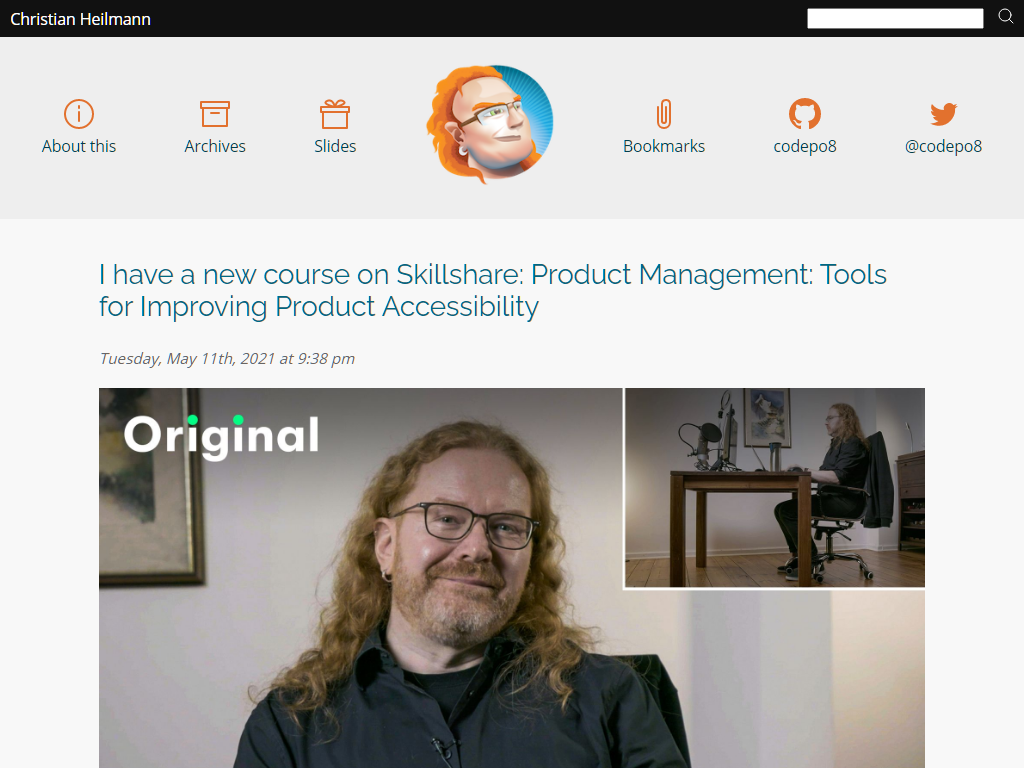 Christian Heilmann
About this
Archives
Slides
Bookmarks
codepo8
@codepo8
I have a new course on Skillshare: Product Management: Tools
for Improving Product Accessibility
Tuesday, May 11th, 2021 at 9:38 pm
Original